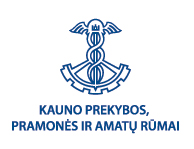 KAUNO PREKYBOS,
PRAMONĖS IR AMATŲ RŪMAI